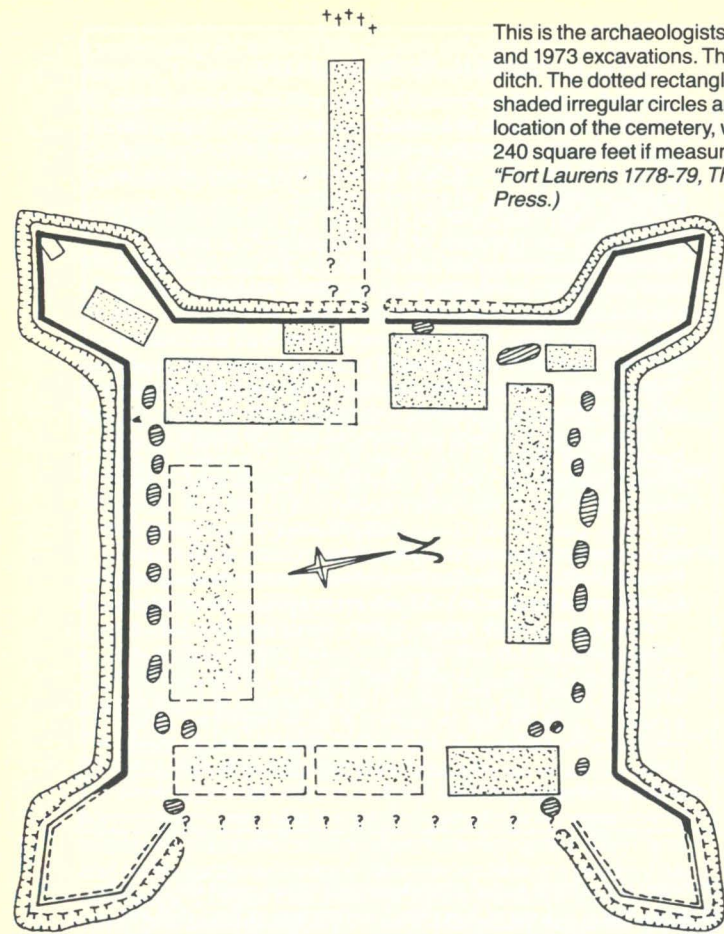 This is the archaeologists
and 1973 excavations. Th
ditch. The dotted rectangl
shaded irregular circles a
location of the cemetery, w
240 square feet if measur
"Fort Laurens 1778-79, Th
Press.)
?
? ?
N
? ? ? ? ? ? ? ? ? ? ?